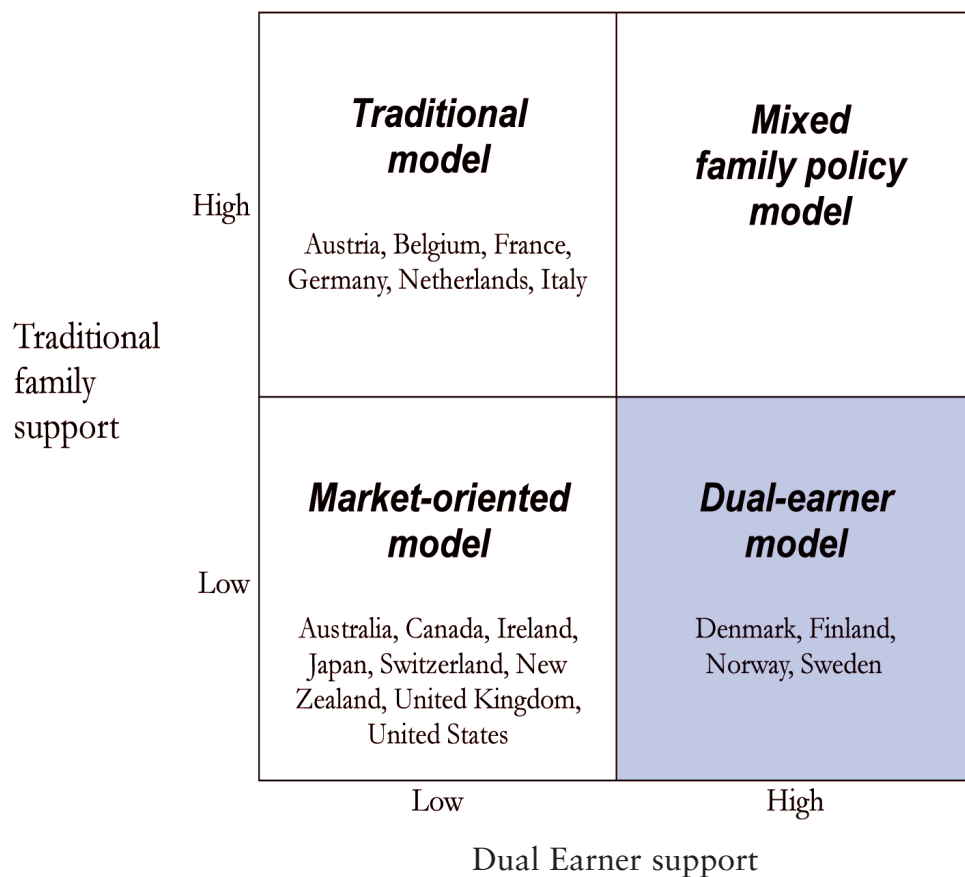 Traditional
model
Austria, Belgium, France,
Germany, Netherlands, Italy
Mixed
family policy
model
High
Traditional
family
support
Low
Market-oriented
model
Australia, Canada, Ireland,
Japan, Switzerland, New
Zealand, United Kingdom,
United States
Dual-earner
model
Denmark, Finland,
Norway, Sweden
Low
High
Dual Earner support